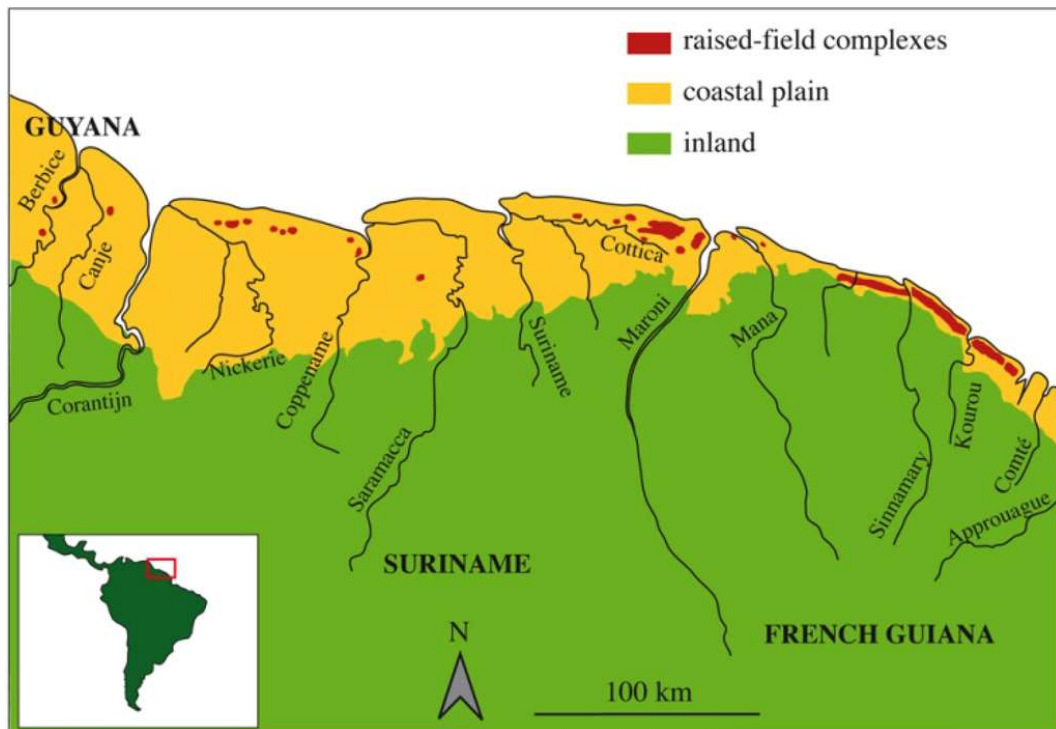 raised-field complexes
coastal plain
inland
GUYANA
Berbice
Canje
Corantijn
Nickerie
Coppename
Saramacca
Suriname
Cottica
Maroni
Mana
Sinnamary
Kourou
Comté
Approuague
SURINAME
FRENCH GUIANA
N
100 km